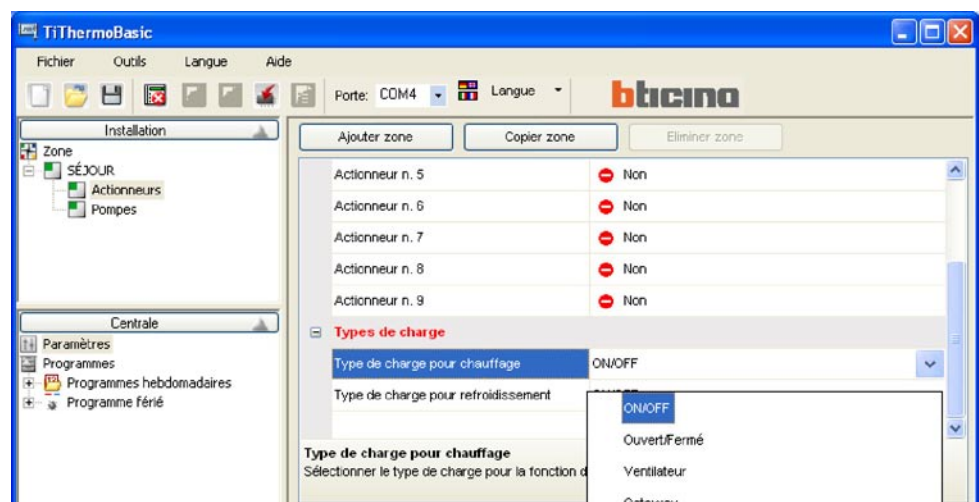 TiThermoBasic
Fichier Outils Langue Aide
Porte: COM4 Langue bticino
Installation
Zone
SÉJOUR
Actionneurs
Pompes
Centrale
Paramètres
Programmes
Programmes hebdomadaires
Programme férié
Ajouter zone Copier zone Eliminer zone
Actionneur n. 5 Non
Actionneur n. 6 Non
Actionneur n. 7 Non
Actionneur n. 8 Non
Actionneur n. 9 Non
Types de charge
Type de charge pour chauffage ON/OFF
Type de charge pour refroidissement
ON/OFF
Ouvert/Fermé
Ventilateur
Type de charge pour chauffage
Sélectionner le type de charge pour la fonction d